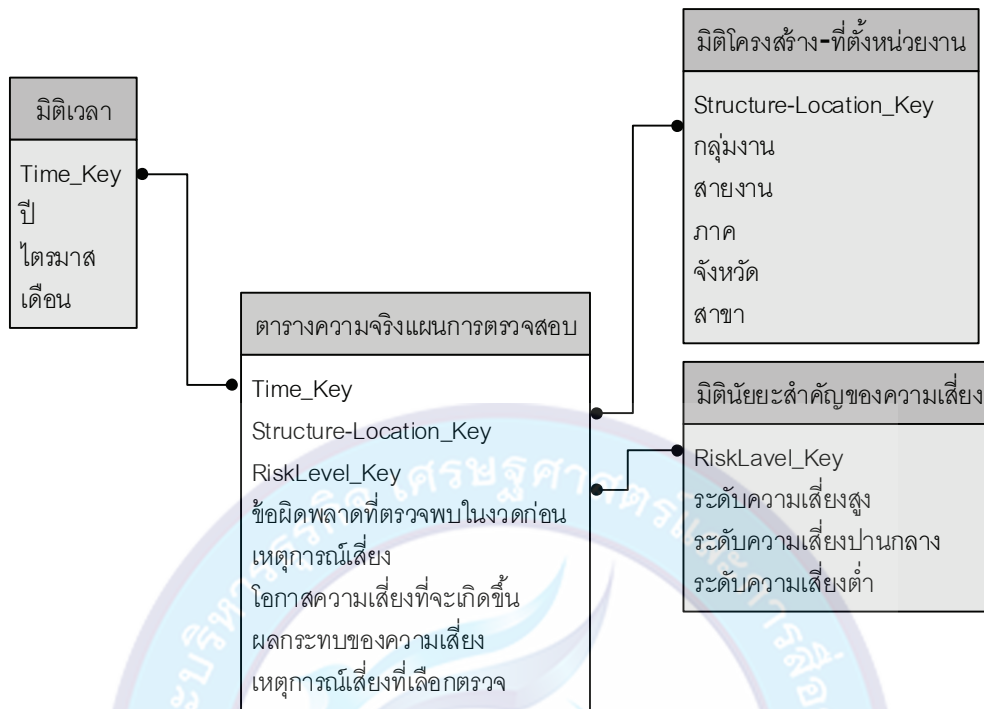 มิติเวลา
Time_Key
ปี
ไตรมาส
เดือน
มิติโครงสร้าง-ที่ตั้งหน่วยงาน
Structure-Location_Key
กลุ่มงาน
สายงาน
ภาค
จังหวัด
สาขา
ตารางความจริงแผนการตรวจสอบ
Time_Key
Structure-Location_Key
RiskLevel_Key
ข้อผิดพลาดที่ตรวจพบในงวดก่อน
เหตุการณ์เสี่ยง
โอกาสความเสี่ยงที่จะเกิดขึ้น
ผลกระทบของความเสี่ยง
เหตุการณ์เสี่ยงที่เลือกตรวจ
มิตินัยยะสำคัญของความเสี่ยง
RiskLavel_Key
ระดับความเสี่ยงสูง
ระดับความเสี่ยงปานกลาง
ระดับความเสี่ยงต่ำ